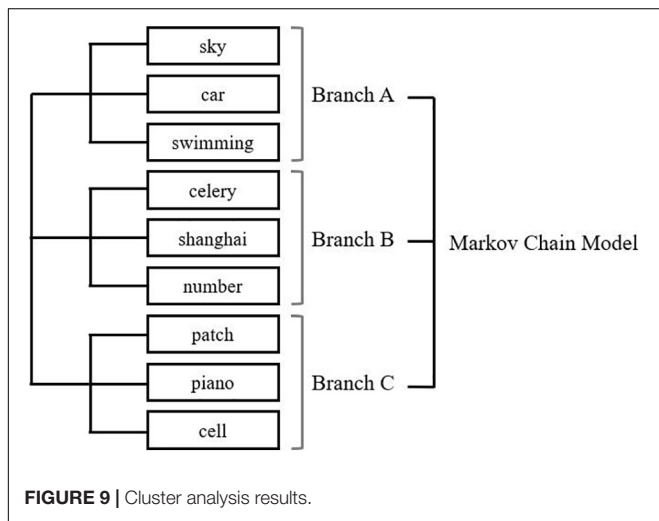 sky
car
swimming
Branch A
celery
shanghai
number
Branch B
Markov Chain Model
patch
piano
cell
Branch C
FIGURE 9 | Cluster analysis results.